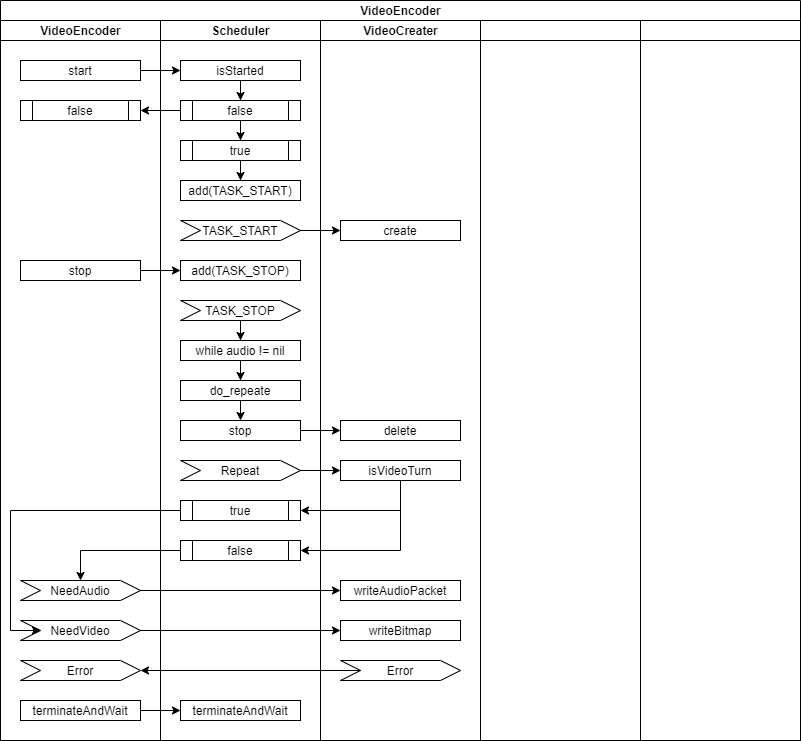 VideoEncoder
VideoEncoder Scheduler VideoCreater
start isStarted
false false
true
add(TASK_START)
TASK_START create
stop add(TASK_STOP)
TASK_STOP
while audio != nil
do_repeate
stop delete
Repeat isVideoTurn
true
false
NeedAudio writeAudioPacket
NeedVideo writeBitmap
Error Error
terminateAndWait terminateAndWait